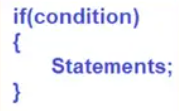 if(condition)
{
Statements;
}